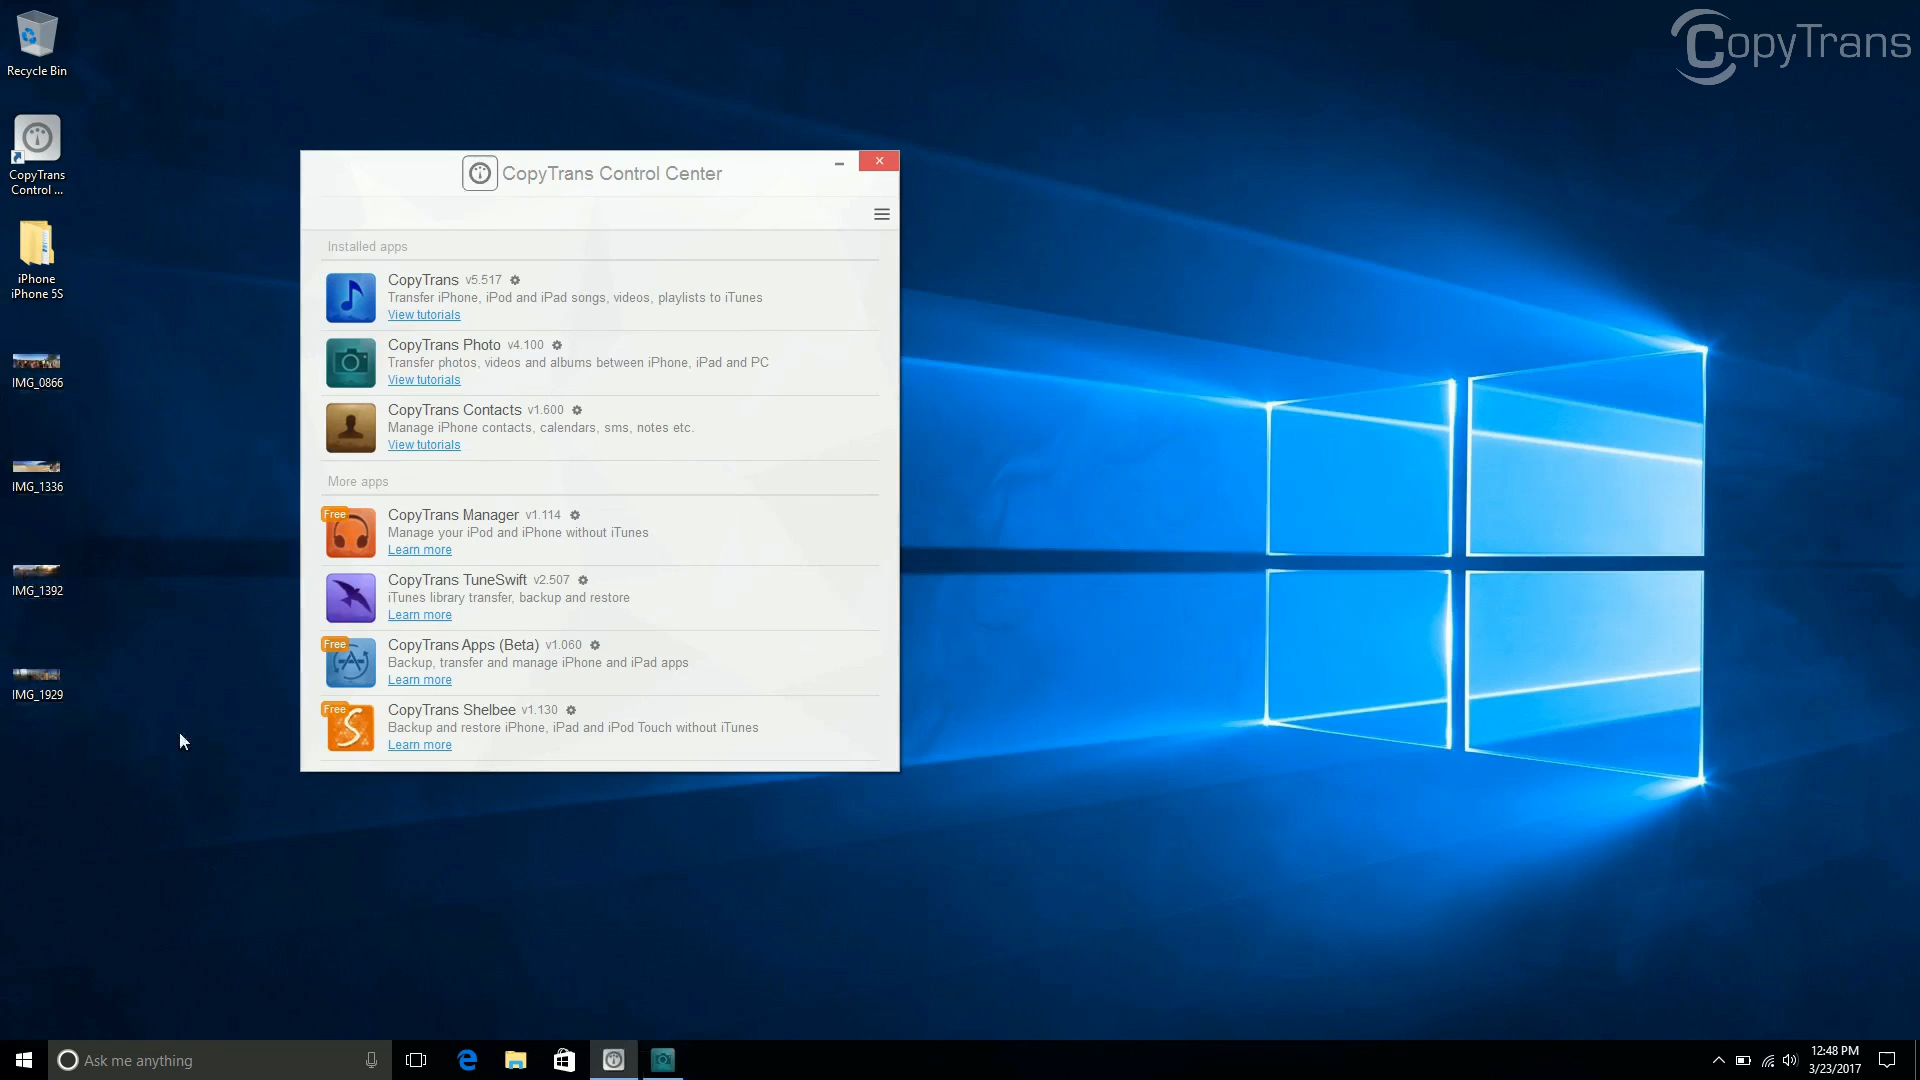 Recycle Bin
CopyTrans
Control ...
iPhone
iPhone 5S
IMG_0866
IMG_1336
IMG_1392
IMG_1929
CopyTrans
CopyTrans Control Center
Installed apps
CopyTrans v5.517
Transfer iPhone, iPod and iPad songs, videos, playlists to iTunes
View tutorials
CopyTrans Photo v4.100
Transfer photos, videos and albums between iPhone, iPad and PC
View tutorials
CopyTrans Contacts v1.600
Manage iPhone contacts, calendars, sms, notes etc.
View tutorials
More apps
Free
CopyTrans Manager v1.114
Manage your iPod and iPhone without iTunes
Learn more
CopyTrans TuneSwift v2.507
iTunes library transfer, backup and restore
Learn more
Free
CopyTrans Apps (Beta) v1.060
Backup, transfer and manage iPhone and iPad apps
Learn more
Free
CopyTrans Shelbee v1.130
Backup and restore iPhone, iPad and iPod Touch without iTunes
Learn more
Ask me anything
12:48 PM
3/23/2017